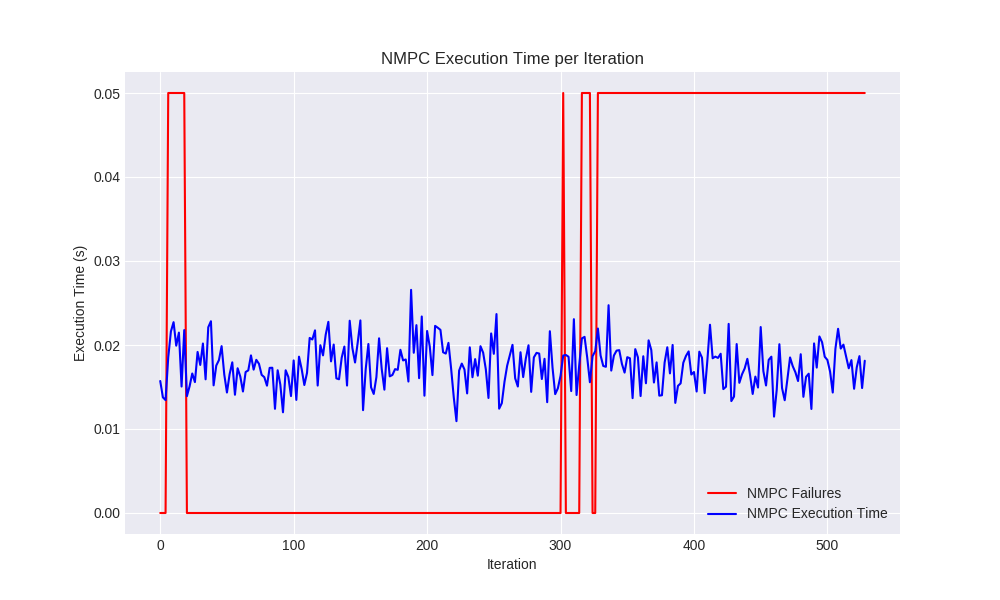 NMPC Execution Time per Iteration
Execution Time (s)
0.05
0.04
0.03
0.02
0.01
0.00
NMPC Failures
NMPC Execution Time
0 100 200 300 400 500
Iteration